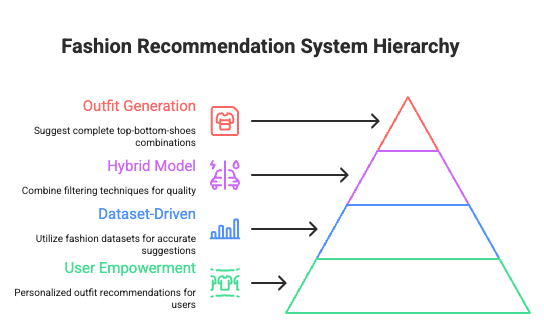 Fashion Recommendation System Hierarchy
Outfit Generation
Suggest complete top-bottom-shoes
combinations
Hybrid Model
Combine filtering techniques for quality
Dataset-Driven
Utilize fashion datasets for accurate
suggestions
User Empowerment
Personalized outfit recommendations for
users